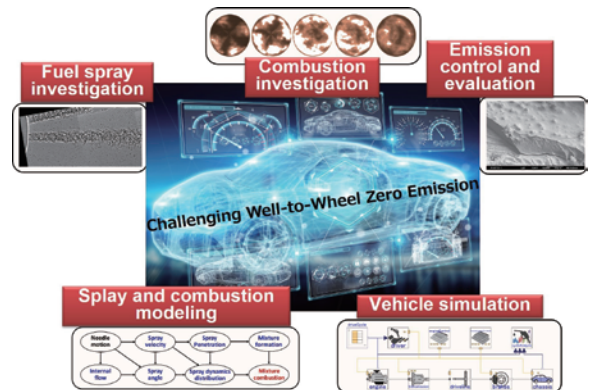 Combustion
investigation
Emission
control and
evaluation
Fuel spray
investigation
Challenging Well-to-Wheel Zero Emission
Splay and combustion
modeling
Vehicle simulation
Needle motion
Spray velocity
Spray Penetration
Mixture formation
Internal flow
Spray angle
Spray dynamics distribution
Mixture combustion
driver
engine